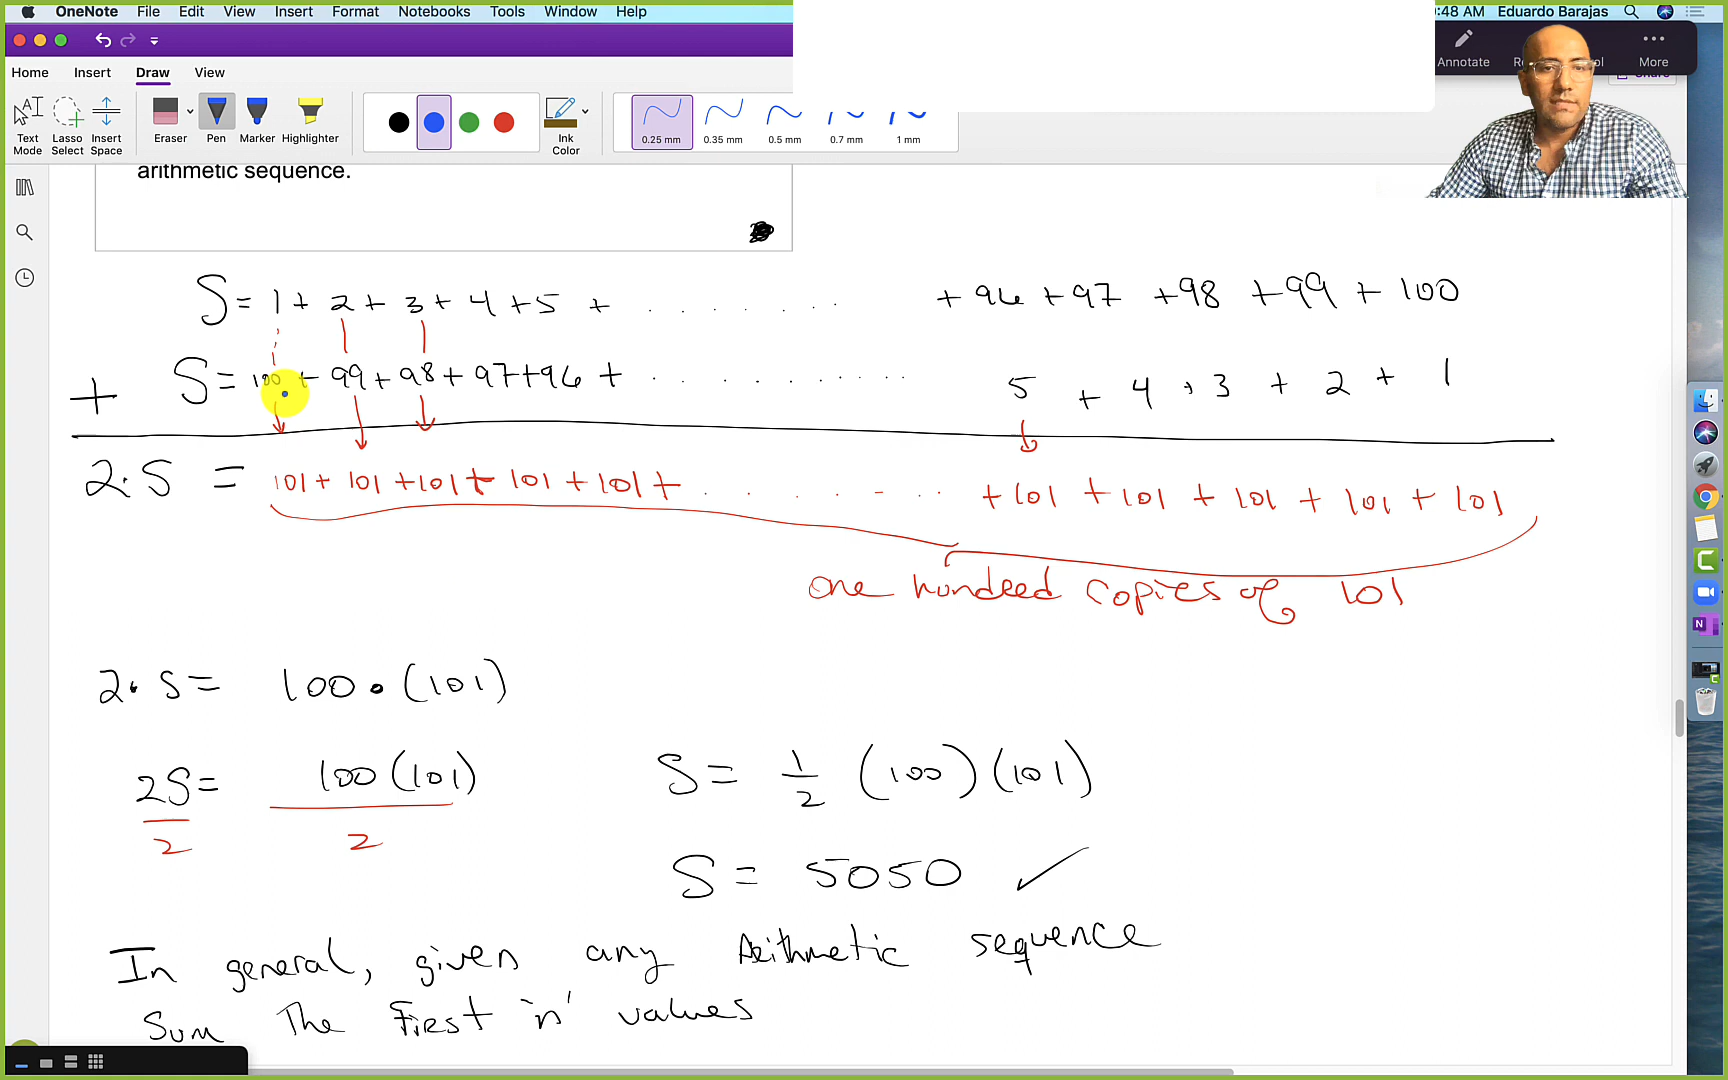 OneNote File Edit View Insert Format Notebooks Tools Window Help
:48 AM Eduardo Barajas
Home Insert Draw View
Annotate
More
Share
Text Mode
Lasso Select
Insert Space
Eraser
Pen
Marker
Highlighter
Ink Color
0.25 mm
0.35 mm
0.5 mm
0.7 mm
1 mm
arithmetic sequence.
S = 1 + 2 + 3 + 4 + 5 + . . . . . . . + 96 + 97 + 98 + 99 + 100
+ S = 100 + 99 + 98 + 97 + 96 + . . . . . . . . . . 5 + 4 + 3 + 2 + 1
2·S = 101 + 101 + 101 + 101 + 101 + . . . . - . . + 101 + 101 + 101 + 101 + 101
one hundred copies of 101
2·S = 100 · (101)
2S = 100 (101)
2 2
S = 1/2 (100)(101)
S = 5050 ✓
In general, given any Arithmetic sequence
Sum The First 'n' values